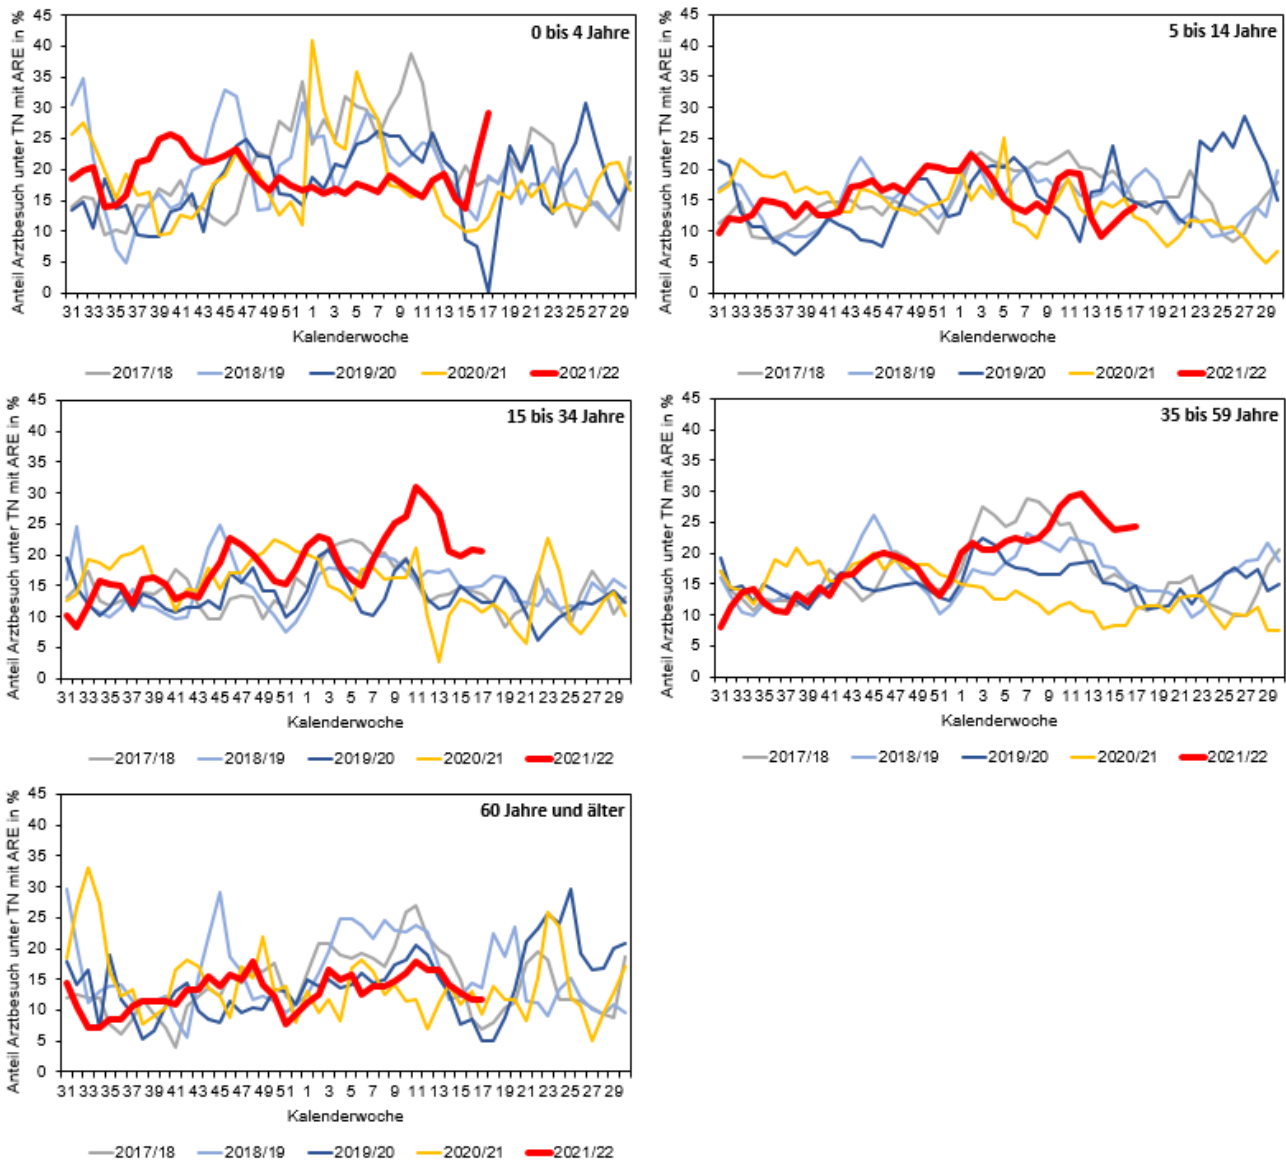 0 bis 4 Jahre
Anteil Arztbesuch unter TN mit ARE in %
45
40
35
30
25
20
15
10
5
0
31 33 35 37 39 41 43 45 47 49 51 1 3 5 7 9 11 13 15 17 19 21 23 25 27 29
Kalenderwoche
2017/18 2018/19 2019/20 2020/21 2021/22
5 bis 14 Jahre
Anteil Arztbesuch unter TN mit ARE in %
45
40
35
30
25
20
15
10
5
0
31 33 35 37 39 41 43 45 47 49 51 1 3 5 7 9 11 13 15 17 19 21 23 25 27 29
Kalenderwoche
2017/18 2018/19 2019/20 2020/21 2021/22
15 bis 34 Jahre
Anteil Arztbesuch unter TN mit ARE in %
45
40
35
30
25
20
15
10
5
0
31 33 35 37 39 41 43 45 47 49 51 1 3 5 7 9 11 13 15 17 19 21 23 25 27 29
Kalenderwoche
2017/18 2018/19 2019/20 2020/21 2021/22
35 bis 59 Jahre
Anteil Arztbesuch unter TN mit ARE in %
45
40
35
30
25
20
15
10
5
0
31 33 35 37 39 41 43 45 47 49 51 1 3 5 7 9 11 13 15 17 19 21 23 25 27 29
Kalenderwoche
2017/18 2018/19 2019/20 2020/21 2021/22
60 Jahre und älter
Anteil Arztbesuch unter TN mit ARE in %
45
40
35
30
25
20
15
10
5
0
31 33 35 37 39 41 43 45 47 49 51 1 3 5 7 9 11 13 15 17 19 21 23 25 27 29
Kalenderwoche
2017/18 2018/19 2019/20 2020/21 2021/22